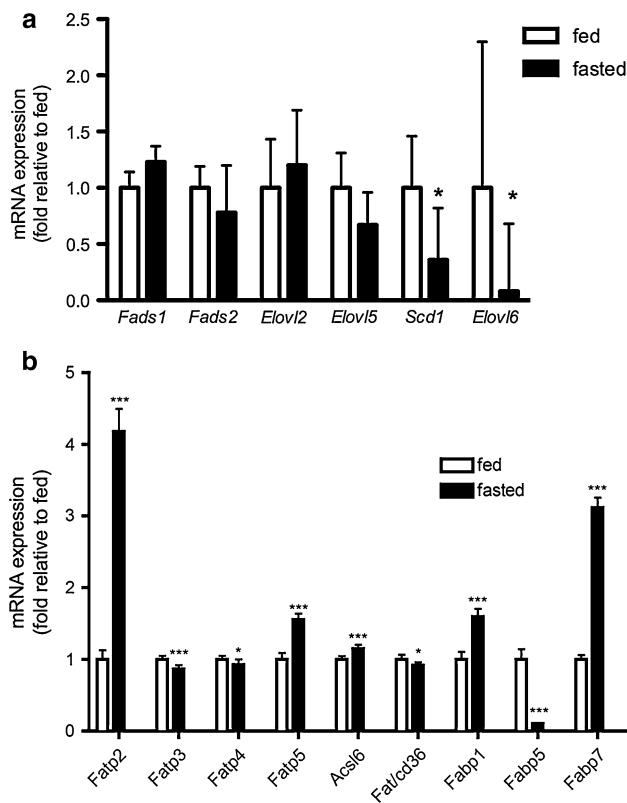 a
2.5
2.0
1.5
1.0
0.5
0.0
mRNA expression
(fold relative to fed)
fed
fasted
*
*
Fads1 Fads2 Elovl2 Elovl5 Scd1 Elovl6
b
5
4
3
2
1
0
mRNA expression
(fold relative to fed)
fed
fasted
***
***
*
***
***
*
***
***
***
Fatp2 Fatp3 Fatp4 Fatp5 Acsl6 Fat/cd36 Fabp1 Fabp5 Fabp7